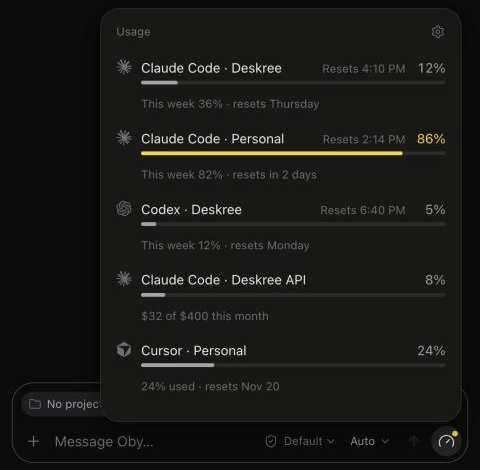 Usage
Claude Code · Deskree Resets 4:10 PM 12%
This week 36% · resets Thursday
Claude Code · Personal Resets 2:14 PM 86%
This week 82% · resets in 2 days
Codex · Deskree Resets 6:40 PM 5%
This week 12% · resets Monday
Claude Code · Deskree API 8%
$32 of $400 this month
Cursor · Personal 24%
24% used · resets Nov 20
No projec
Message Oby... Default Auto